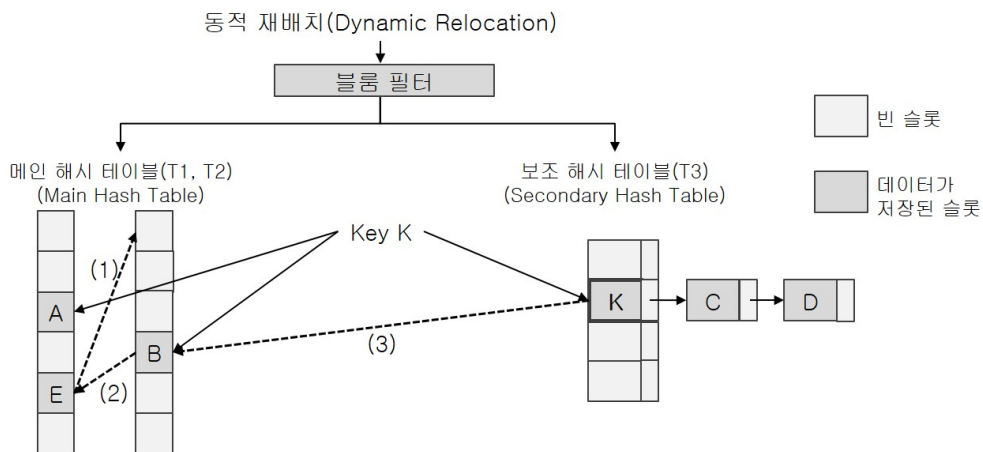 동적 재배치(Dynamic Relocation)
블룸 필터
빈 슬롯
데이터가
저장된 슬롯
메인 해시 테이블(T1, T2)
(Main Hash Table)
보조 해시 테이블(T3)
(Secondary Hash Table)
Key K
(1)
A
K
C
D
B
(3)
E
(2)